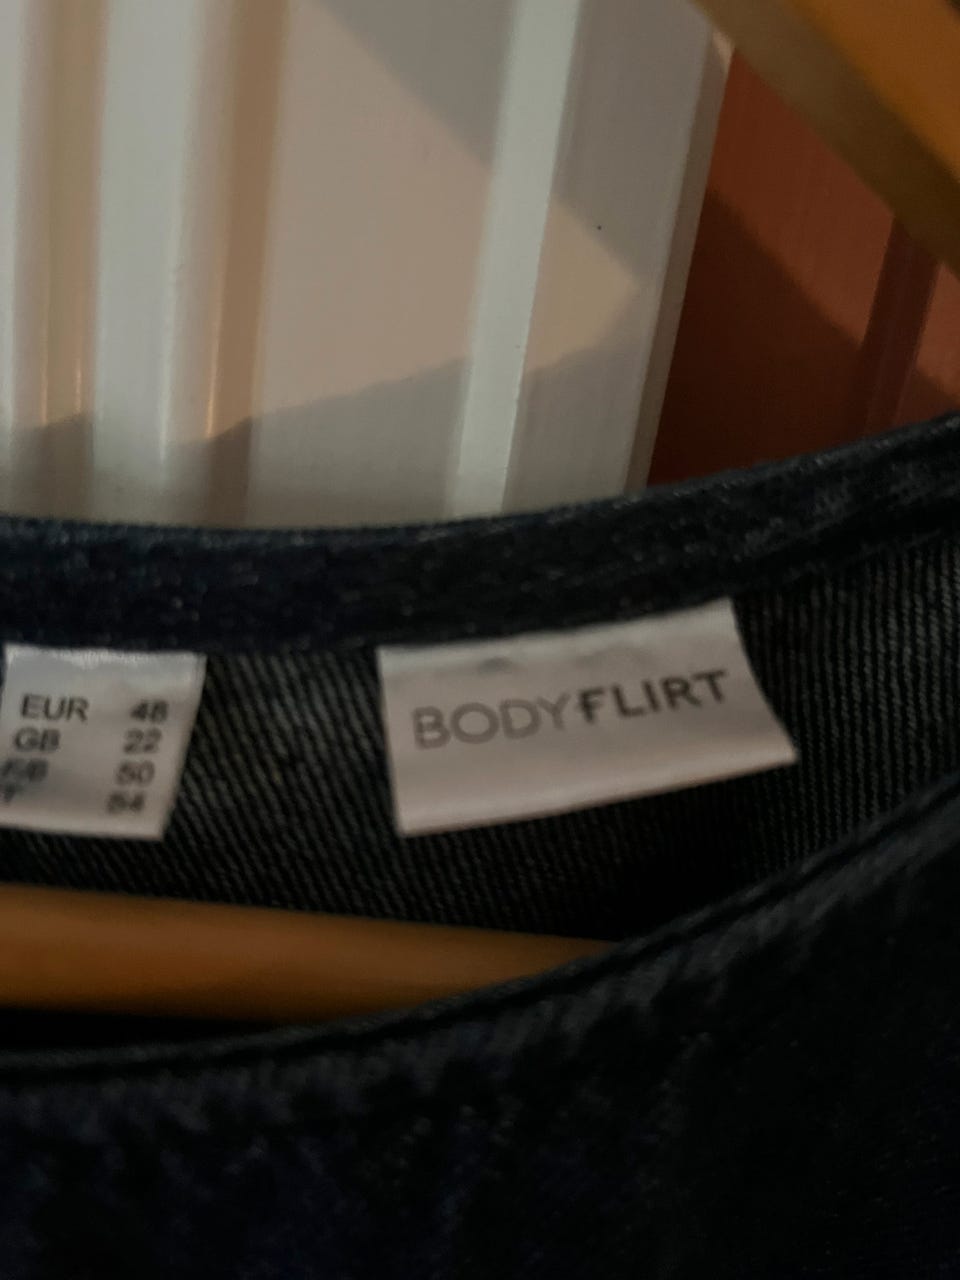 EUR 48
GB 22
F/B 50
54
BODYFLIRT